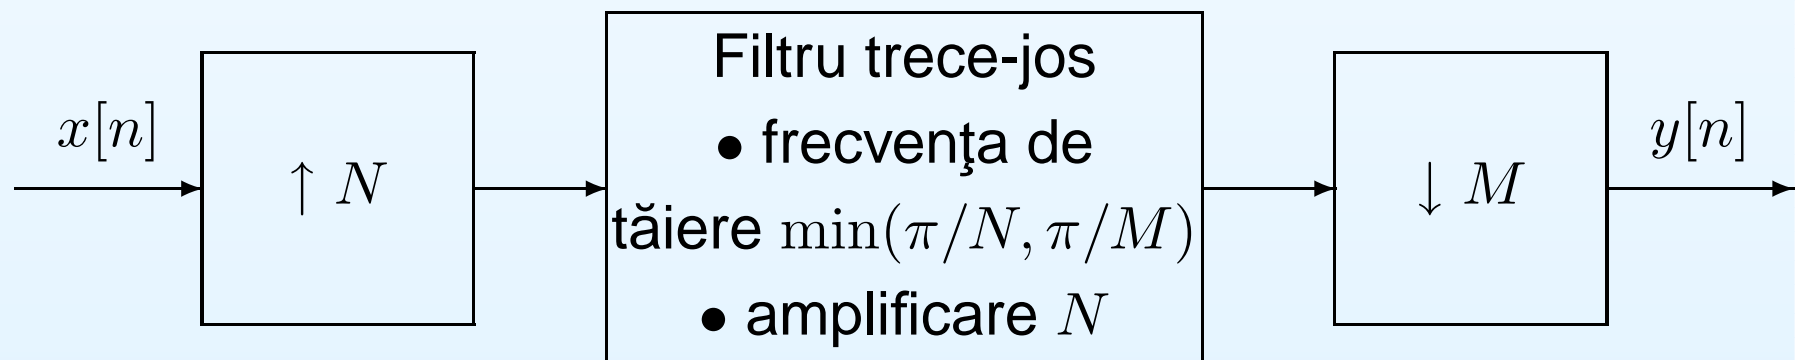 x[n]
↑ N
Filtru trece-jos
• frecvenţa de
tăiere min(π/N, π/M)
• amplificare N
↓ M
y[n]